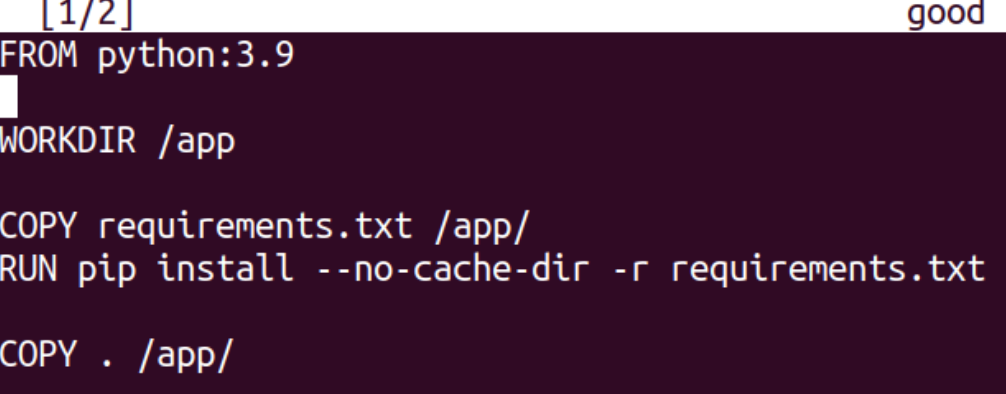 [1/2] good
FROM python:3.9
WORKDIR /app
COPY requirements.txt /app/
RUN pip install --no-cache-dir -r requirements.txt
COPY . /app/